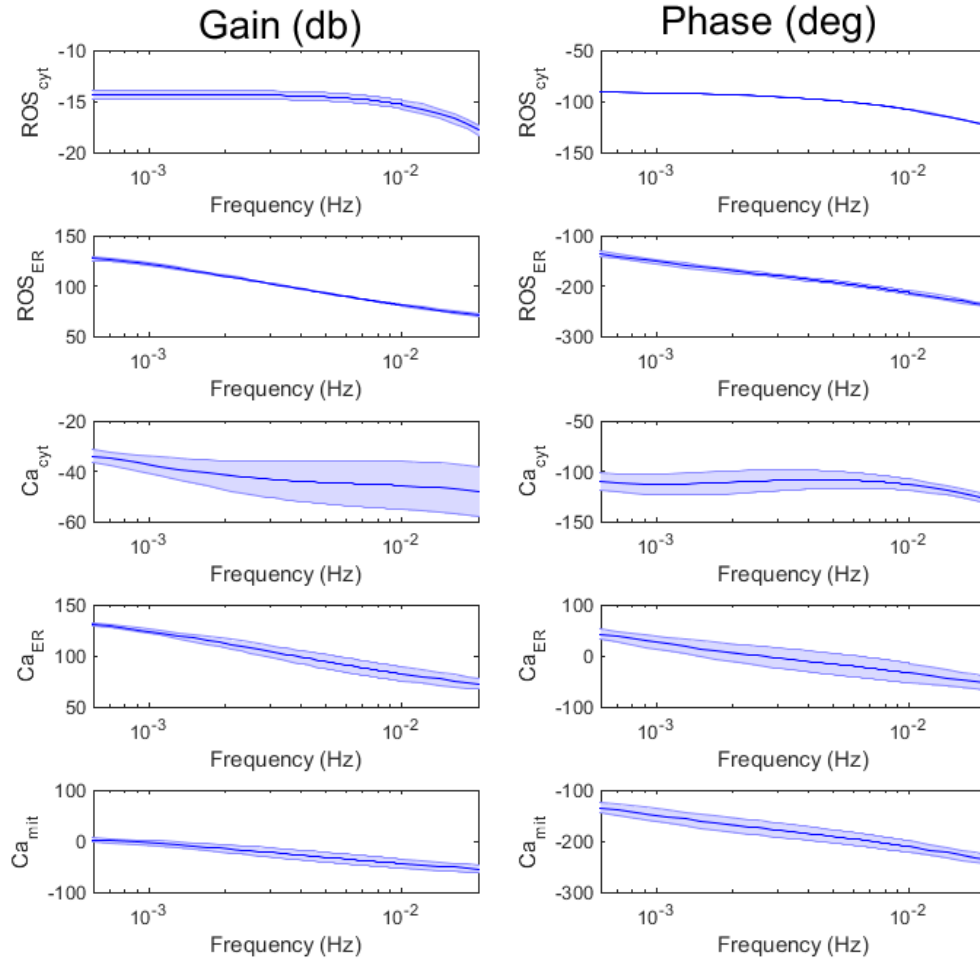 Gain (db) Phase (deg)
-10 -50
ROS_cyt -15 ROS_cyt -100
-20 -150
10^-3 10^-2 10^-3 10^-2
Frequency (Hz) Frequency (Hz)
150 -100
ROS_ER 100 ROS_ER -200
50 -300
10^-3 10^-2 10^-3 10^-2
Frequency (Hz) Frequency (Hz)
-20 -50
Ca_cyt -40 Ca_cyt -100
-60 -150
10^-3 10^-2 10^-3 10^-2
Frequency (Hz) Frequency (Hz)
150 100
Ca_ER 100 Ca_ER 0
50 -100
10^-3 10^-2 10^-3 10^-2
Frequency (Hz) Frequency (Hz)
100 -100
Ca_mit 0 Ca_mit -200
-100 -300
10^-3 10^-2 10^-3 10^-2
Frequency (Hz) Frequency (Hz)